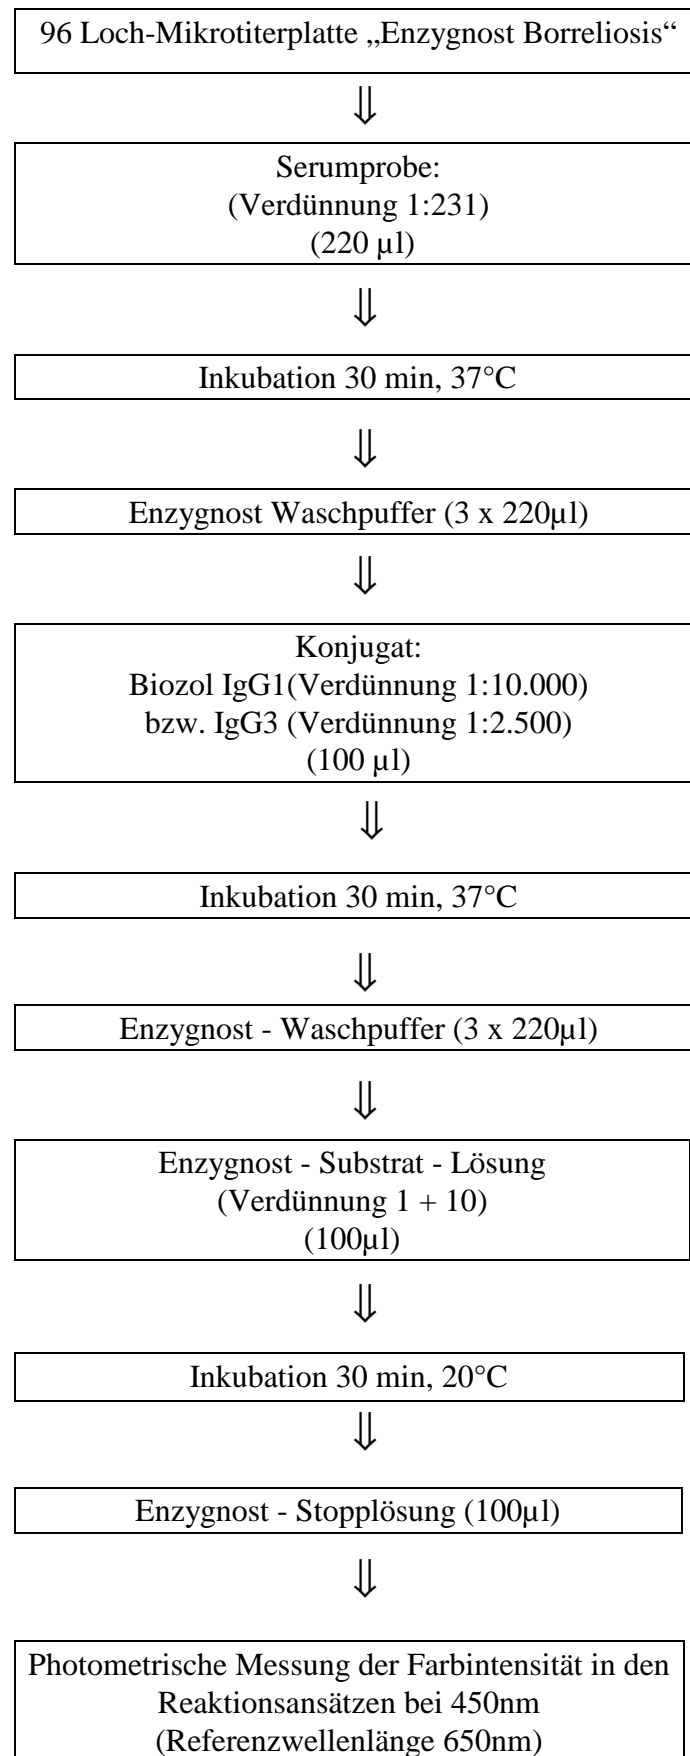 96 Loch-Mikrotiterplatte „Enzygnost Borreliosis“
⇓
Serumprobe:
(Verdünnung 1:231)
(220 µl)
⇓
Inkubation 30 min, 37°C
⇓
Enzygnost Waschpuffer (3 x 220µl)
⇓
Konjugat:
Biozol IgG1(Verdünnung 1:10.000)
bzw. IgG3 (Verdünnung 1:2.500)
(100 µl)
⇓
Inkubation 30 min, 37°C
⇓
Enzygnost - Waschpuffer (3 x 220µl)
⇓
Enzygnost - Substrat - Lösung
(Verdünnung 1 + 10)
(100µl)
⇓
Inkubation 30 min, 20°C
⇓
Enzygnost - Stopplösung (100µl)
⇓
Photometrische Messung der Farbintensität in den
Reaktionsansätzen bei 450nm
(Referenzwellenlänge 650nm)